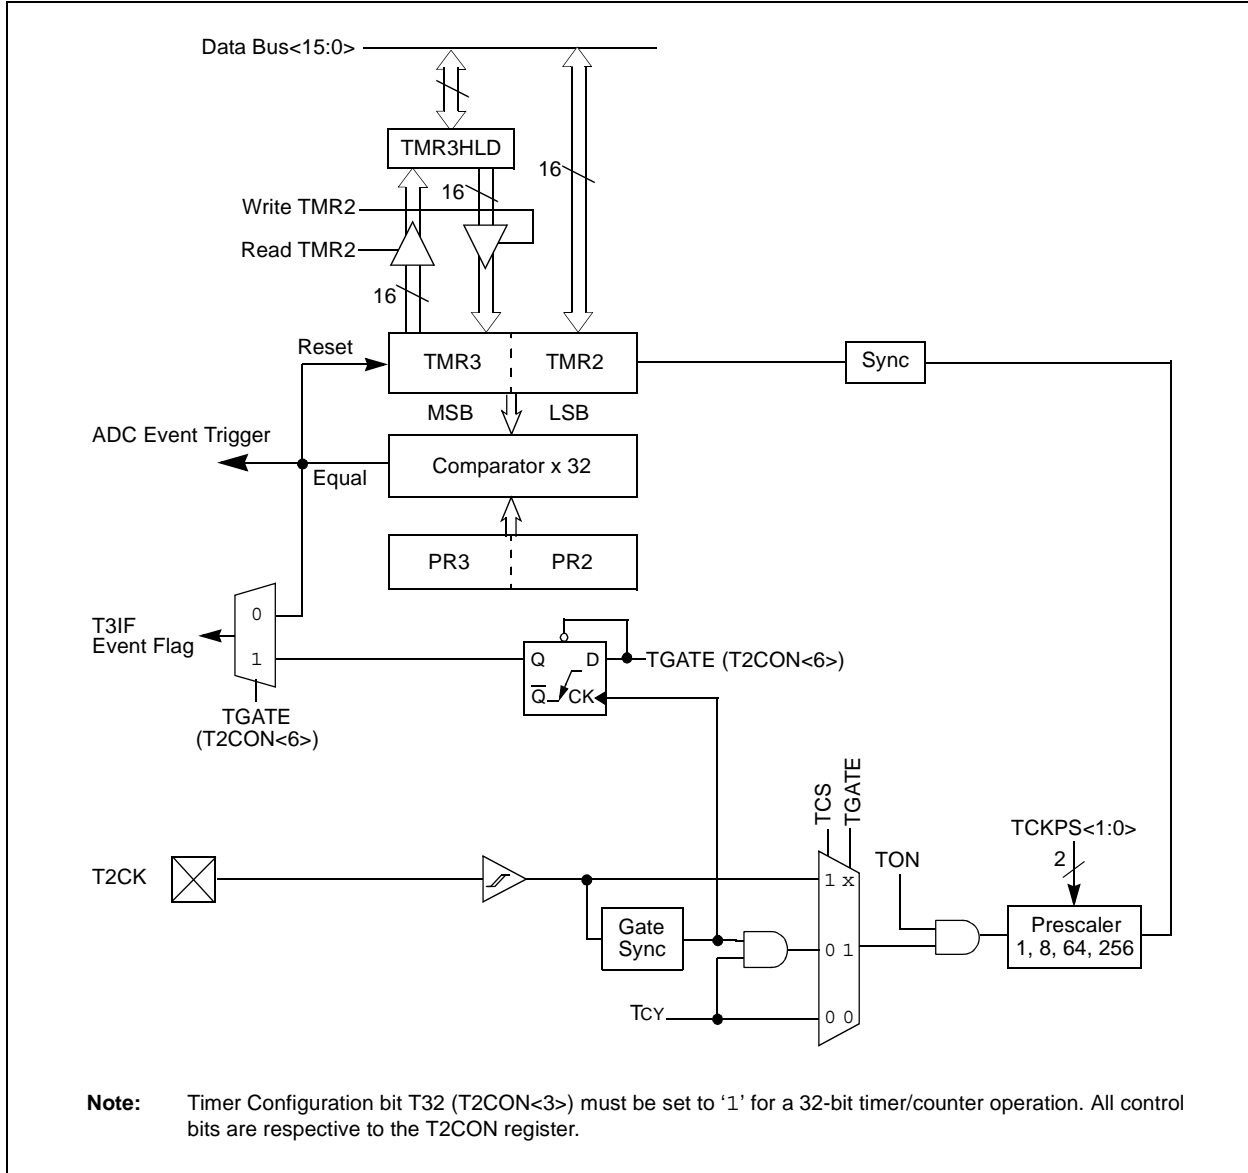 Data Bus<15:0>
TMR3HLD
16
16
Write TMR2
Read TMR2
16
Reset
TMR3
TMR2
Sync
MSB
LSB
ADC Event Trigger
Equal
Comparator x 32
PR3
PR2
0
T3IF
Event Flag
1
Q
D
TGATE (T2CON<6>)
Q
CK
TGATE
(T2CON<6>)
TCS
TGATE
TCKPS<1:0>
2
TON
T2CK
1 x
Gate
Sync
0 1
Prescaler
1, 8, 64, 256
TCY
0 0
Note: Timer Configuration bit T32 (T2CON<3>) must be set to ‘1’ for a 32-bit timer/counter operation. All control
bits are respective to the T2CON register.